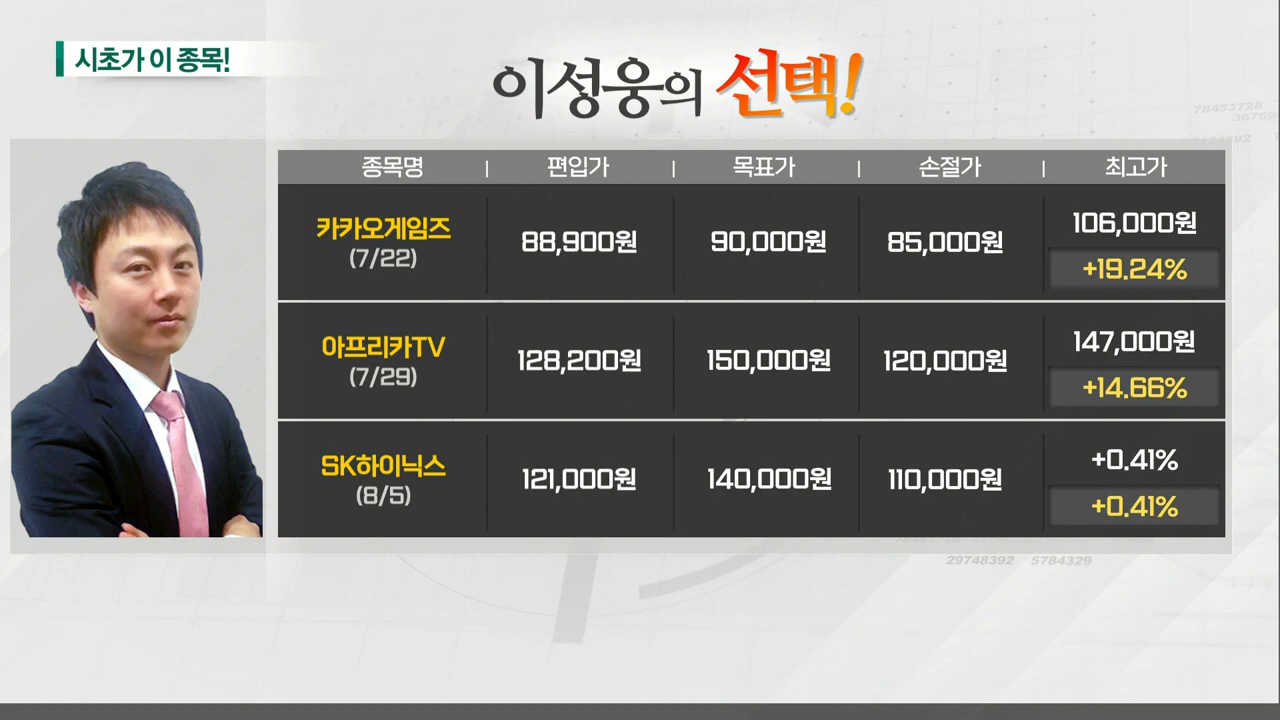 시초가 이 종목!
이성웅의 선택!
종목명 | 편입가 | 목표가 | 손절가 | 최고가
카카오게임즈
(7/22)
88,900원
90,000원
85,000원
106,000원
+19.24%
아프리카TV
(7/29)
128,200원
150,000원
120,000원
147,000원
+14.66%
SK하이닉스
(8/5)
121,000원
140,000원
110,000원
+0.41%
+0.41%
78453728
29748392 5784329